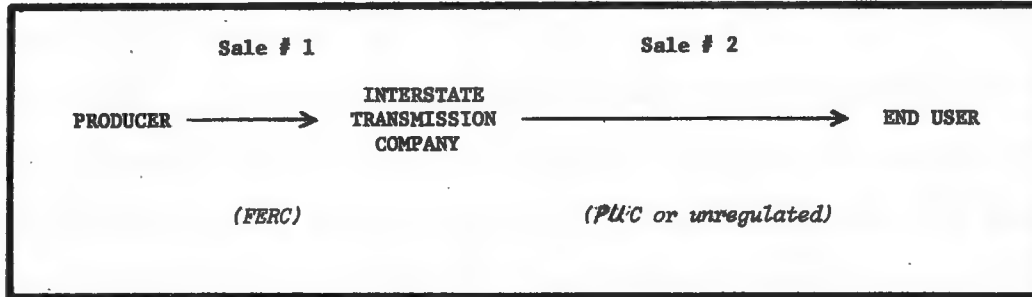 Sale # 1
Sale # 2
PRODUCER
INTERSTATE
TRANSMISSION
COMPANY
END USER
(FERC)
(PUC or unregulated)